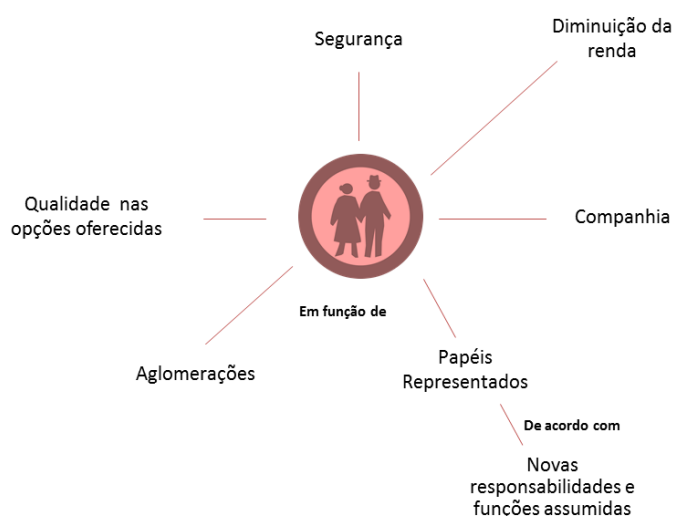 Segurança
Diminuição da
renda
Qualidade nas
opções oferecidas
Companhia
Em função de
Aglomerações
Papéis
Representados
De acordo com
Novas
responsabilidades e
funções assumidas